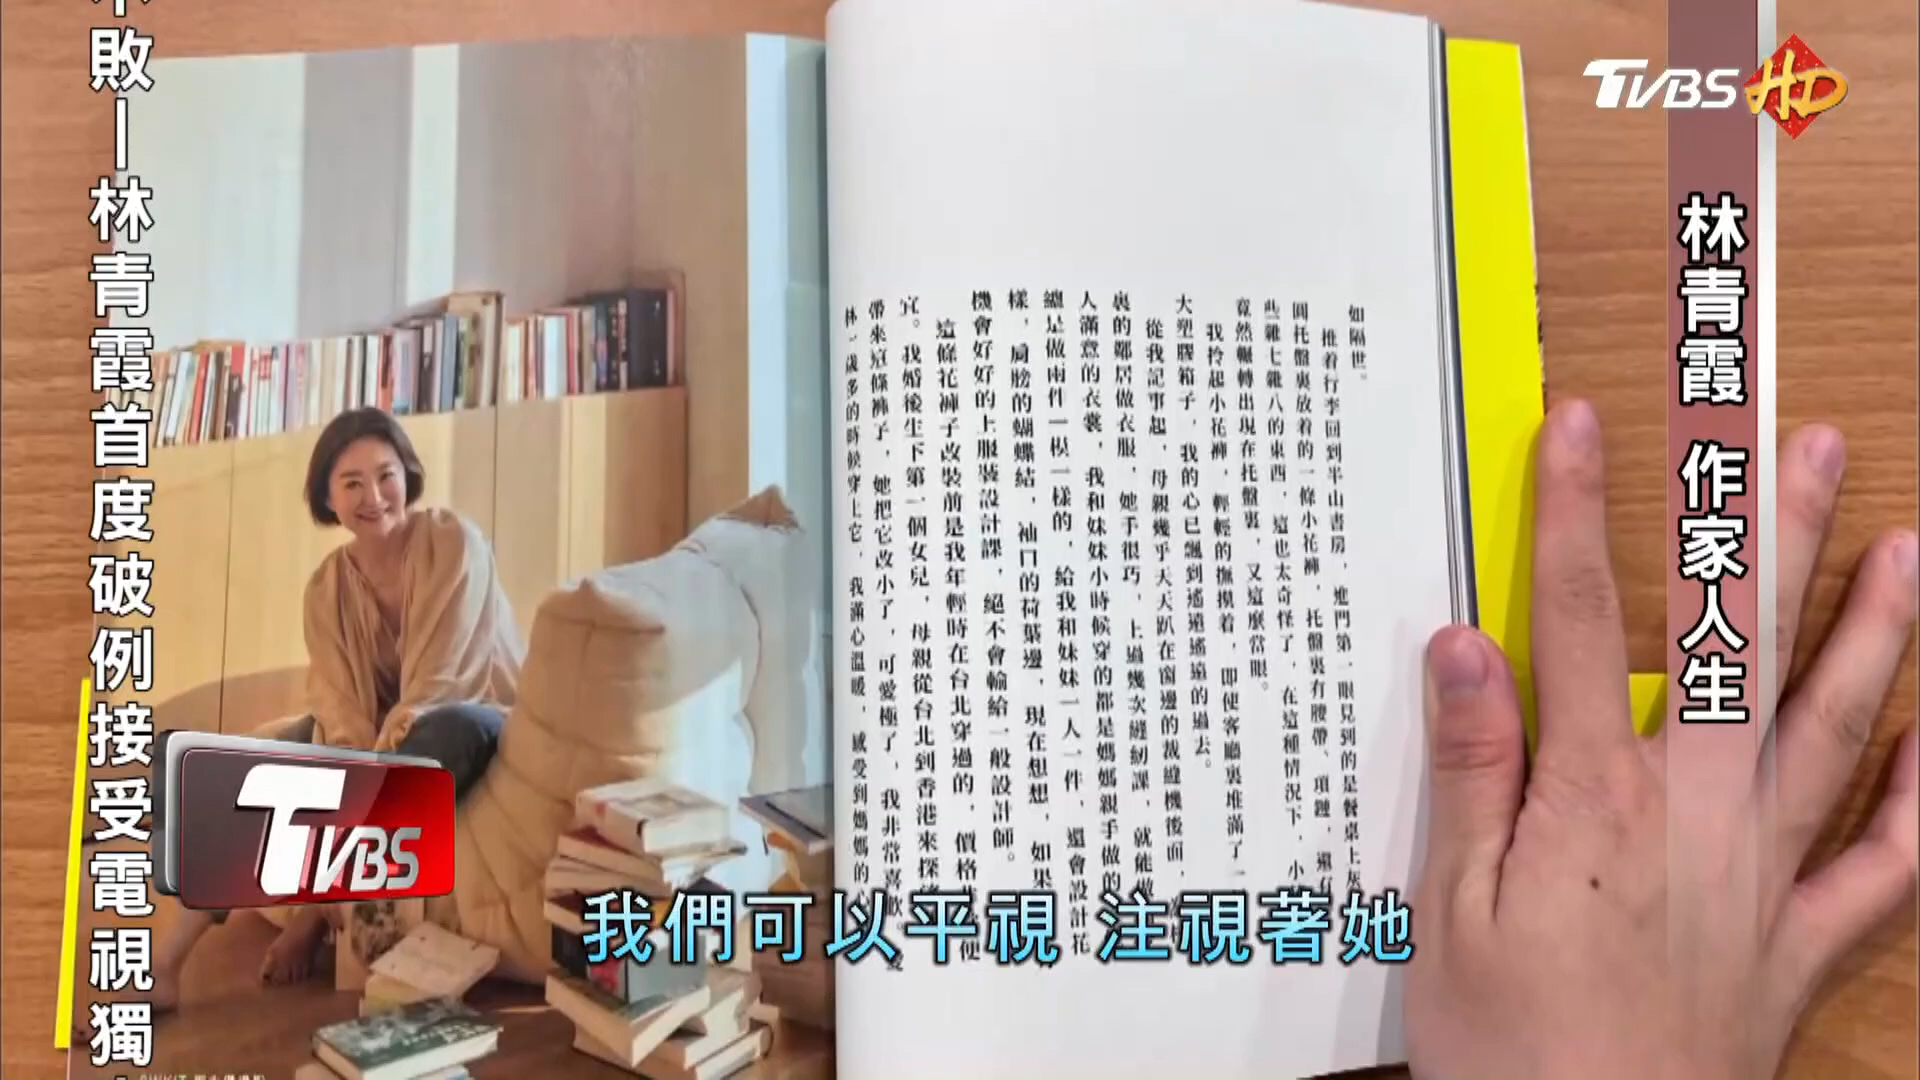 TVBS HD
林青霞 作家人生
敗—林青霞首度破例接受電視獨
TVBS
如隔世。
推着行李回到半山書房,進門第一眼見到的是餐桌上灰
圓托盤裏放着的一條小花褲,托盤裏有腰帶、項鏈,還有
些雜七雜八的東西,這也太奇怪了,在這種情況下,小
竟然輾轉出現在托盤裏,又這麼當眼。
我拎起小花褲,輕輕的撫摸着,即使客廳裏堆滿了一
大塑膠箱子,我的心已飄到遙遠遙遠的過去。
從我記事起,母親幾乎天天趴在窗邊的裁縫機後面,
裏的鄰居做衣服,她手很巧,上過幾次縫紉課,就能做
人滿意的衣裳,我和妹妹小時候穿的都是媽媽親手做的
總是做兩件一模一樣的,給我和妹妹一人一件,還會設計花
樣,肩膀的蝴蝶結,袖口的荷葉邊,現在想想,如果
機會好好的上服裝設計課,絕不會輸給一般設計師。
這條花褲子改裝前是我年輕時在台北穿過的,價格
便宜。我婚後生下第一個女兒,母親從台北到香港來探
帶來這條褲子,她把它改小了,可愛極了,我非常喜歡。
林一歲多的時候穿上它,我滿心溫暖,感受到媽媽的
我們可以平視 注視著她